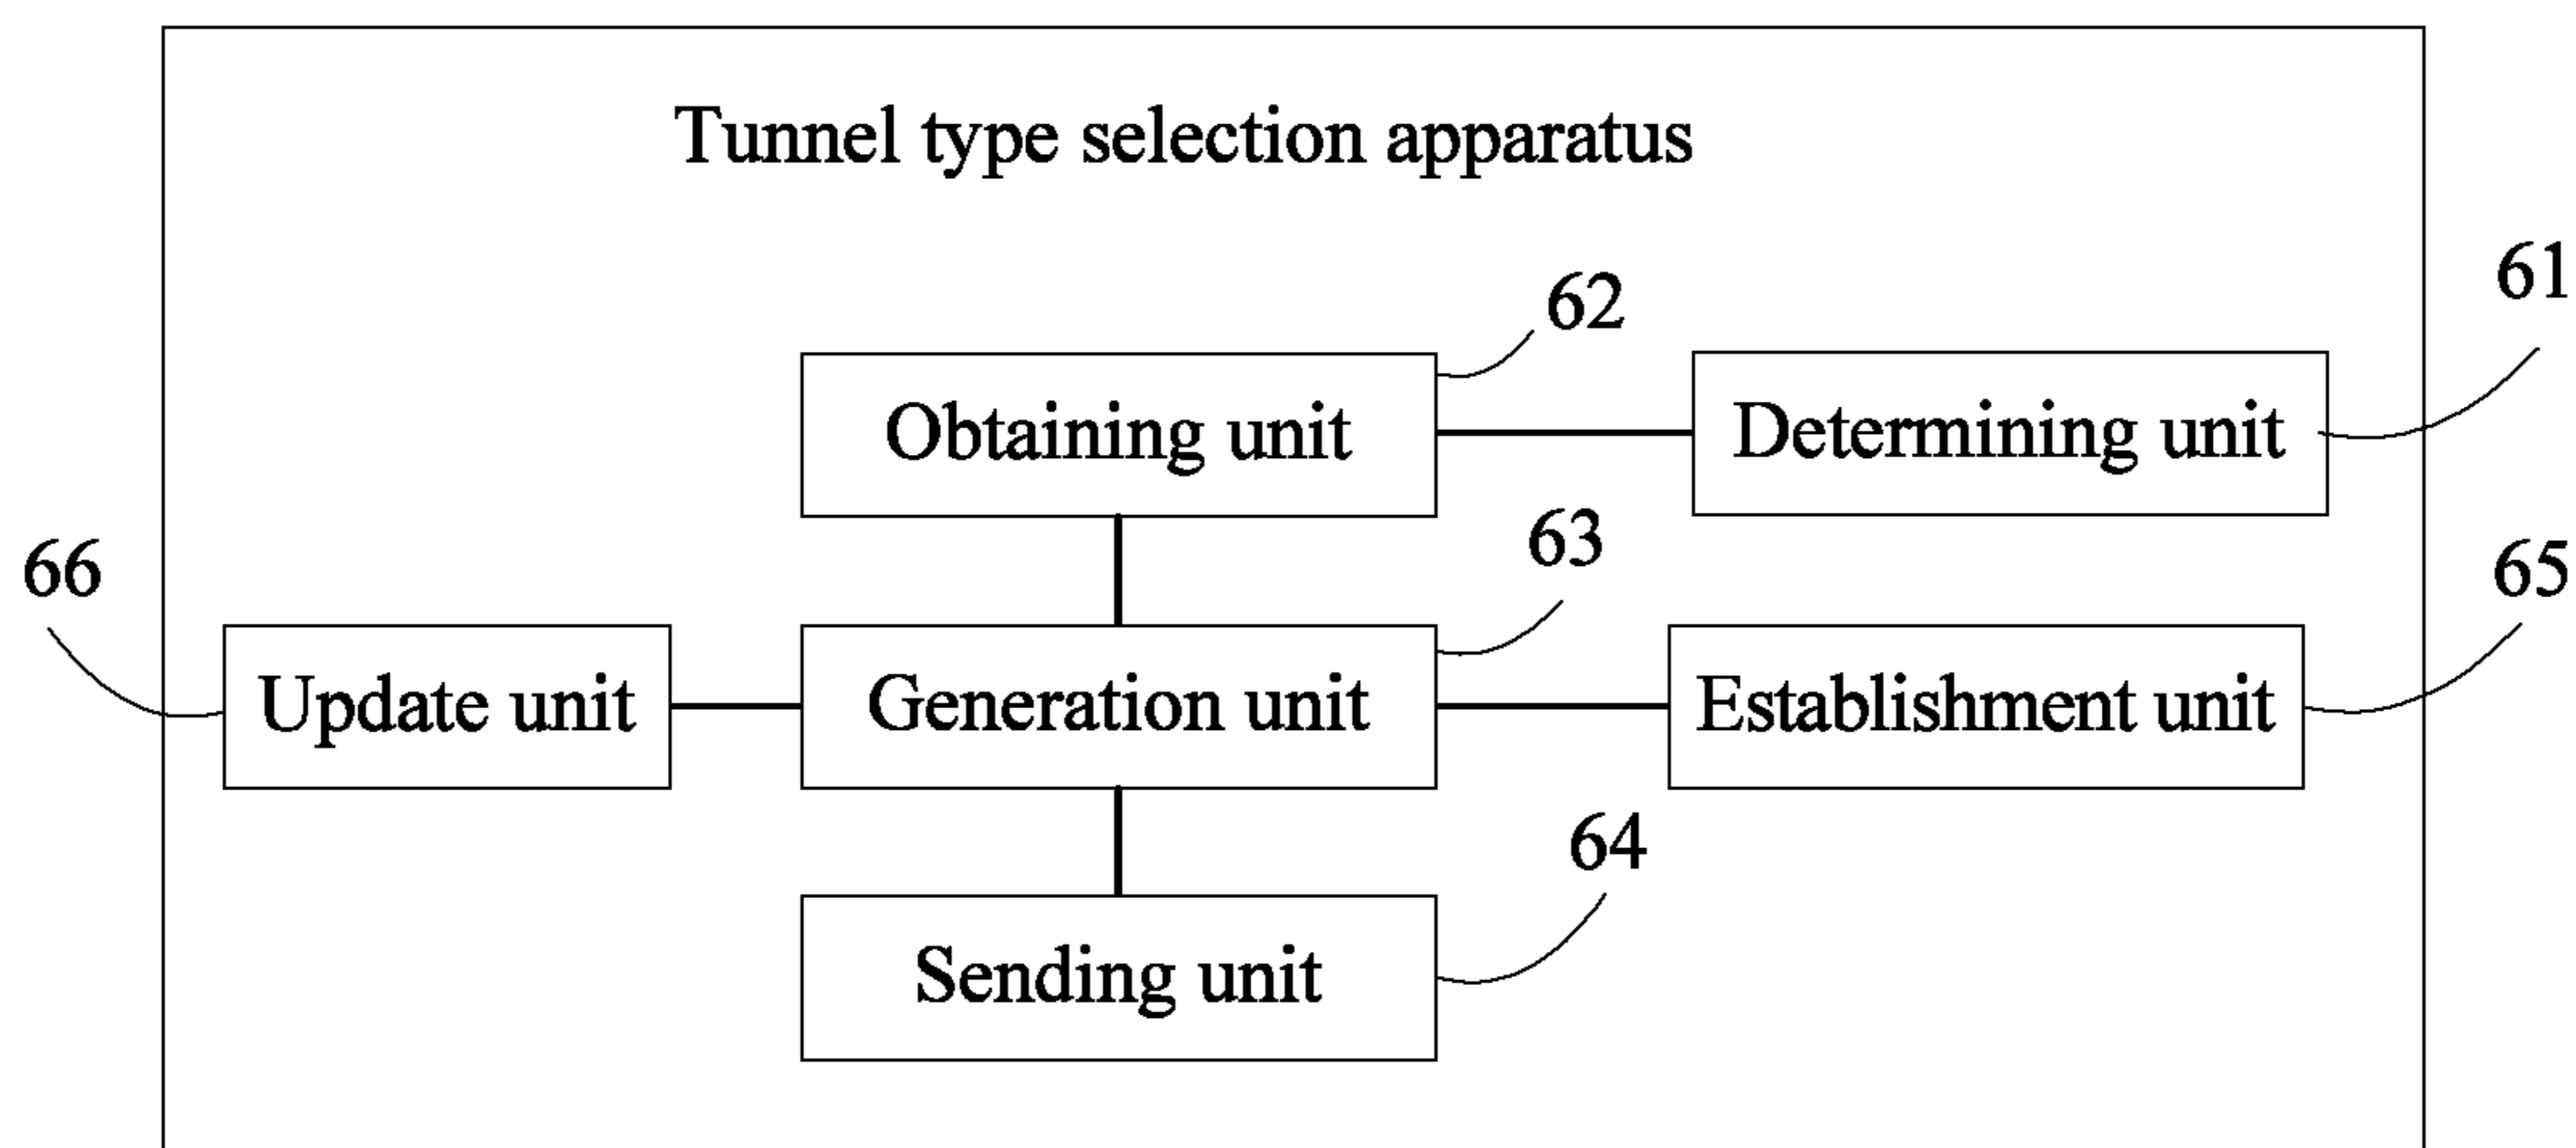 Tunnel type selection apparatus
61
62
Obtaining unit
Determining unit
63
66
65
Update unit
Generation unit
Establishment unit
64
Sending unit